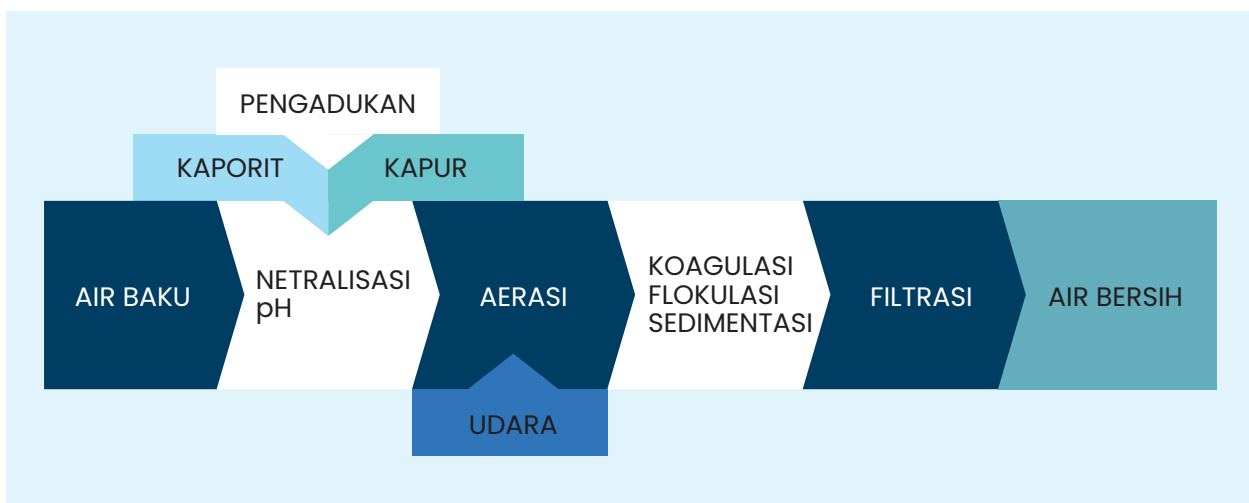 PENGADUKAN
KAPORIT
KAPUR
AIR BAKU
NETRALISASI
pH
AERASI
KOAGULASI
FLOKULASI
SEDIMENTASI
FILTRASI
AIR BERSIH
UDARA